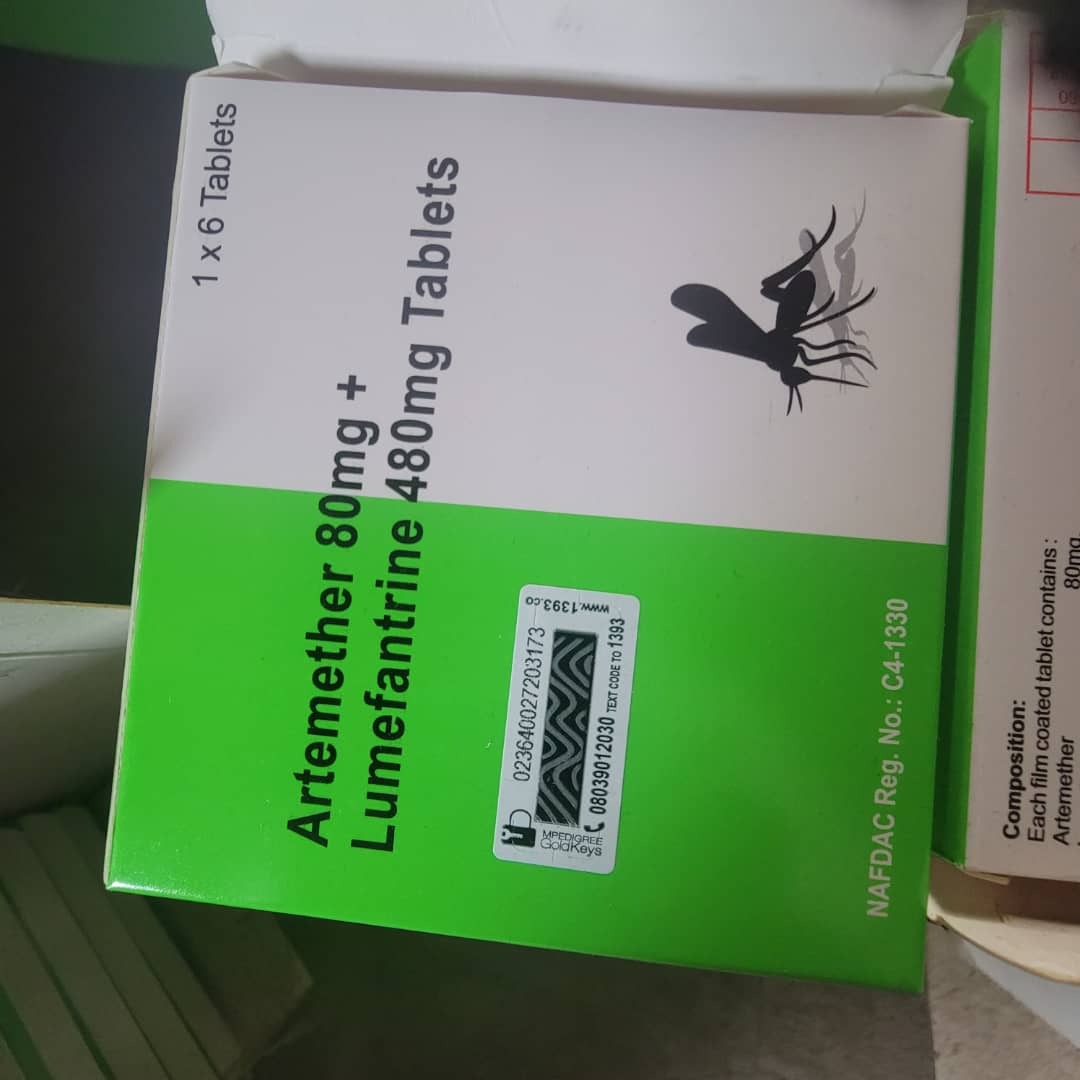 1 x 6 Tablets
Artemether 80mg +
Lumefantrine 480mg Tablets
023640027203173
MPEDIGREE
GoldKeys
www.1393.co
08039012030 TEXT CODE TO 1393
NAFDAC Reg. No.: C4-1330
Composition:
Each film coated tablet contains :
Artemether 80mg